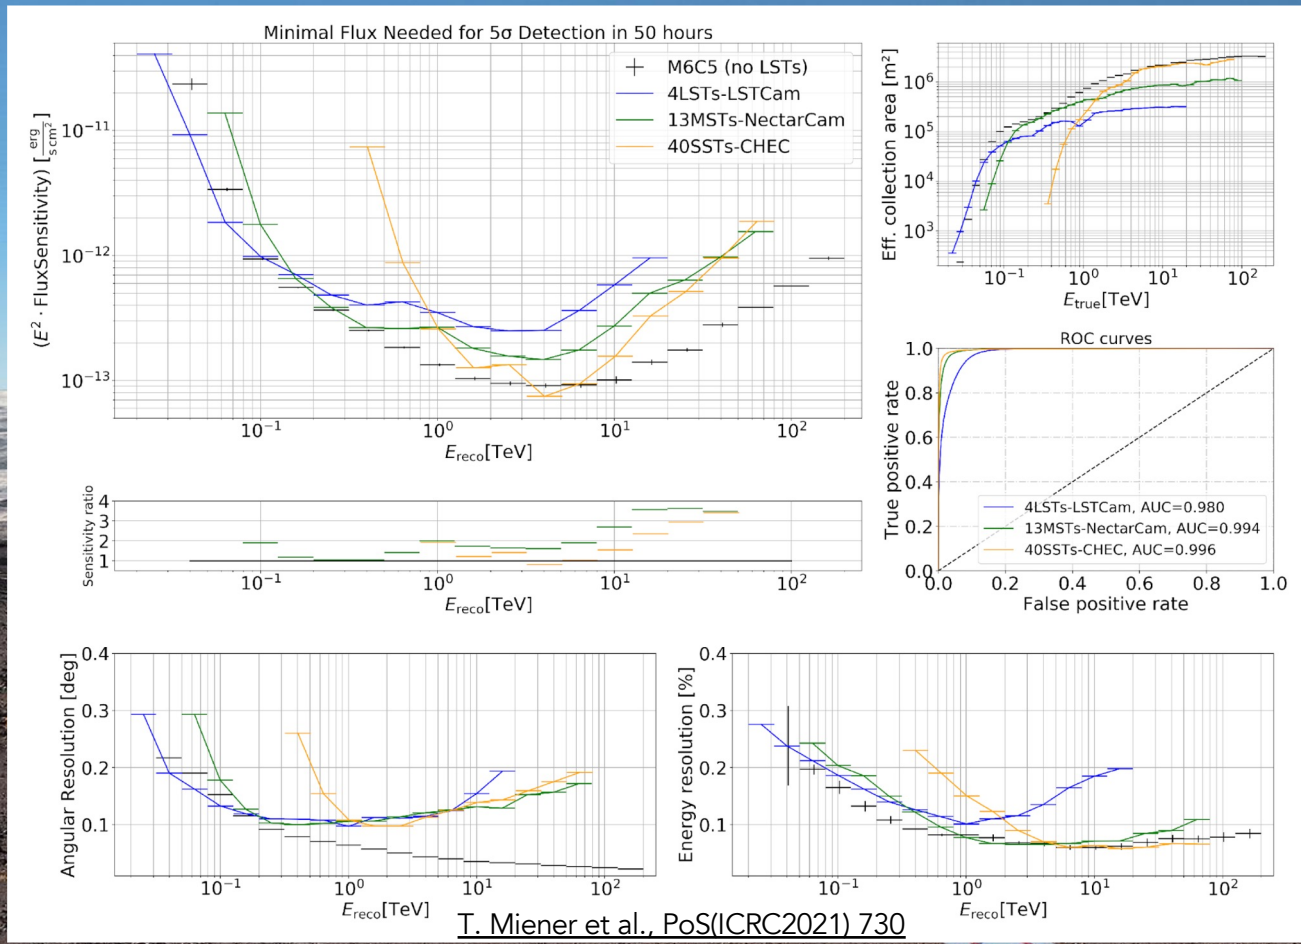 Minimal Flux Needed for 5σ Detection in 50 hours
M6C5 (no LSTs)
4LSTs-LSTCam
13MSTs-NectarCam
40SSTs-CHEC
(E² · FluxSensitivity) [erg / s cm²]
10⁻¹¹
10⁻¹²
10⁻¹³
10⁻¹ 10⁰ 10¹ 10²
E_reco[TeV]
Eff. collection area [m²]
10⁶
10⁵
10⁴
10³
10⁻¹ 10⁰ 10¹ 10²
E_true[TeV]
Sensitivity ratio
4
3
2
1
10⁻¹ 10⁰ 10¹ 10²
E_reco[TeV]
ROC curves
True positive rate
1.0
0.8
0.6
0.4
0.2
0.0
4LSTs-LSTCam, AUC=0.980
13MSTs-NectarCam, AUC=0.994
40SSTs-CHEC, AUC=0.996
0.0 0.2 0.4 0.6 0.8 1.0
False positive rate
Angular Resolution [deg]
0.4
0.3
0.2
0.1
10⁻¹ 10⁰ 10¹ 10²
E_reco[TeV]
Energy resolution [%]
0.4
0.3
0.2
0.1
10⁻¹ 10⁰ 10¹ 10²
E_reco[TeV]
T. Miener et al., PoS(ICRC2021) 730